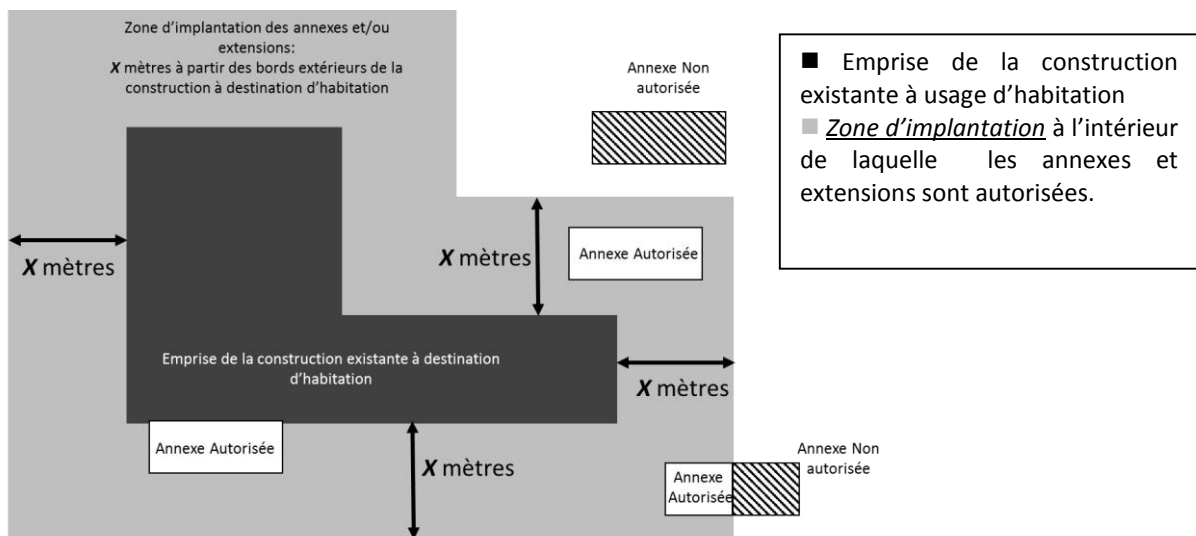 Zone d’implantation des annexes et/ou
extensions:
X mètres à partir des bords extérieurs de la
construction à destination d’habitation
Annexe Non
autorisée
■ Emprise de la construction
existante à usage d’habitation
■ Zone d’implantation à l’intérieur
de laquelle les annexes et
extensions sont autorisées.
X mètres
X mètres
Annexe Autorisée
Emprise de la construction existante à destination
d’habitation
X mètres
Annexe Autorisée
X mètres
Annexe
Autorisée
Annexe Non
autorisée